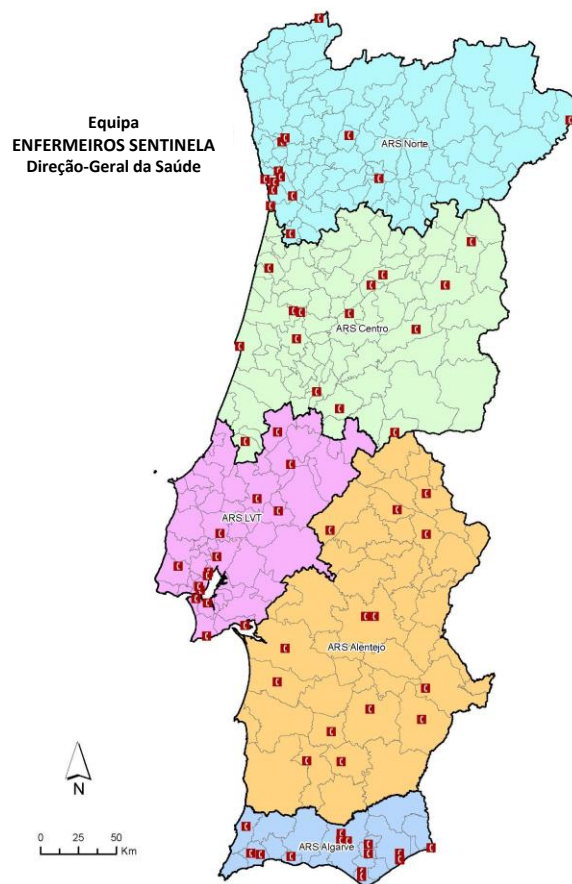 Equipa
ENFERMEIROS SENTINELA
Direção-Geral da Saúde
ARS Norte
ARS Centro
ARS LVT
ARS Alentejo
ARS Algarve
N
0 25 50
Km